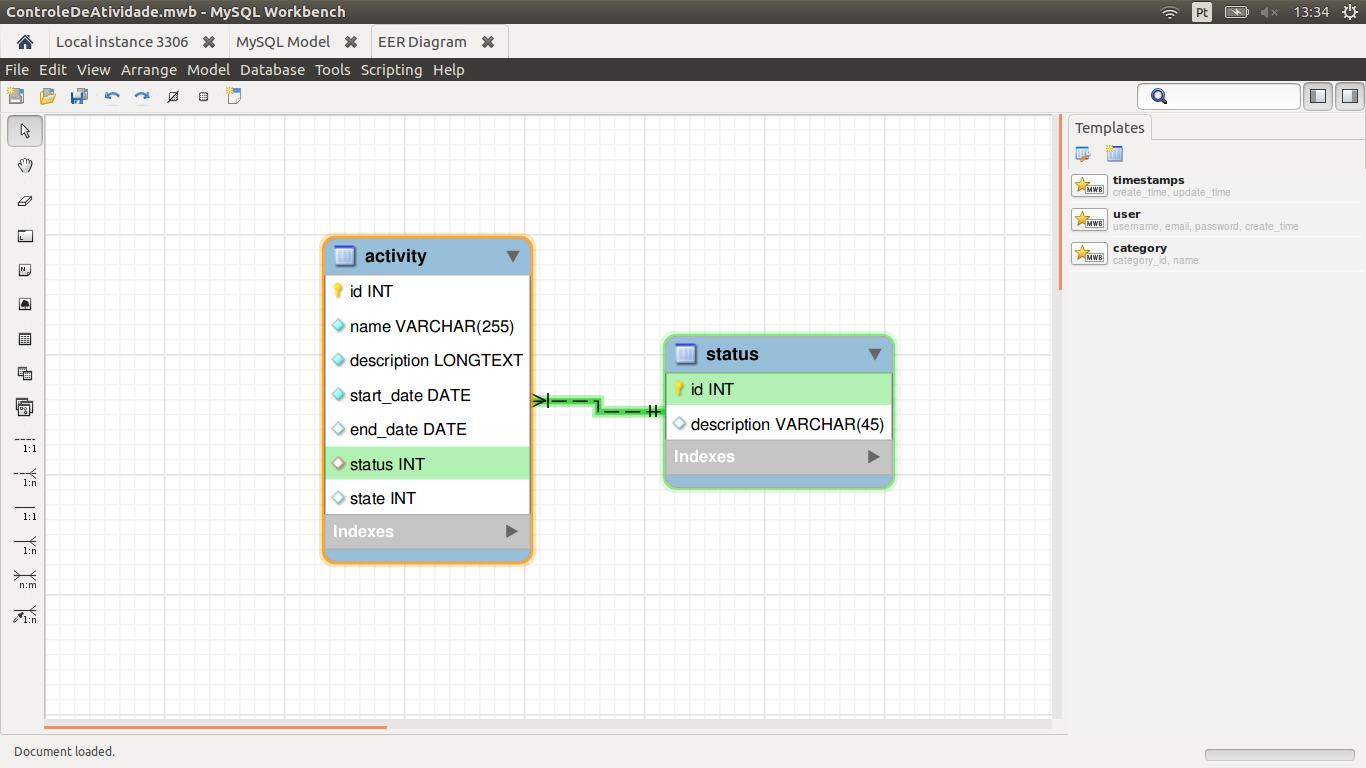 ControleDeAtividade.mwb - MySQL Workbench
Pt
13:34
Local instance 3306
MySQL Model
EER Diagram
File Edit View Arrange Model Database Tools Scripting Help
Templates
timestamps
create_time, update_time
user
username, email, password, create_time
category
category_id, name
MWB
MWB
MWB
activity
id INT
name VARCHAR(255)
description LONGTEXT
start_date DATE
end_date DATE
status INT
state INT
Indexes
status
id INT
description VARCHAR(45)
Indexes
1:1
1:n
1:1
1:n
n:m
1:n
Document loaded.